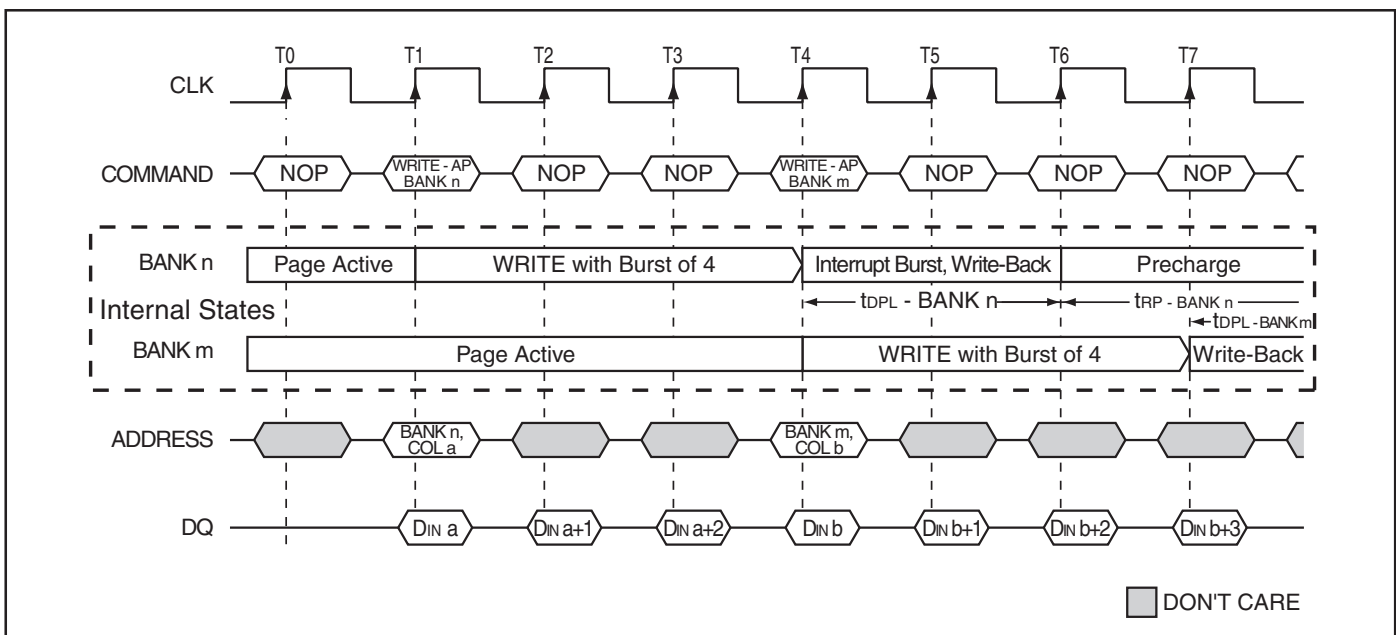 T0 T1 T2 T3 T4 T5 T6 T7
CLK
COMMAND NOP WRITE - AP BANK n NOP NOP WRITE - AP BANK m NOP NOP NOP
BANK n Page Active WRITE with Burst of 4 Interrupt Burst, Write-Back Precharge
tDPL - BANK n tRP - BANK n
Internal States
tDPL - BANK m
BANK m Page Active WRITE with Burst of 4 Write-Back
ADDRESS BANK n, COL a BANK m, COL b
DQ DIN a DIN a+1 DIN a+2 DIN b DIN b+1 DIN b+2 DIN b+3
DON'T CARE